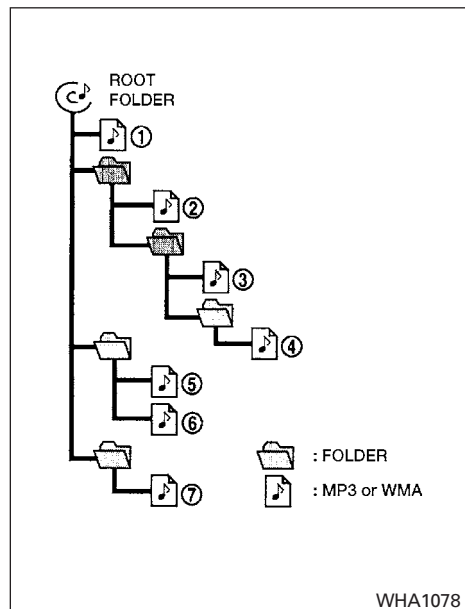 ROOT
FOLDER
①
②
③
④
⑤
⑥
⑦
: FOLDER
: MP3 or WMA
WHA1078